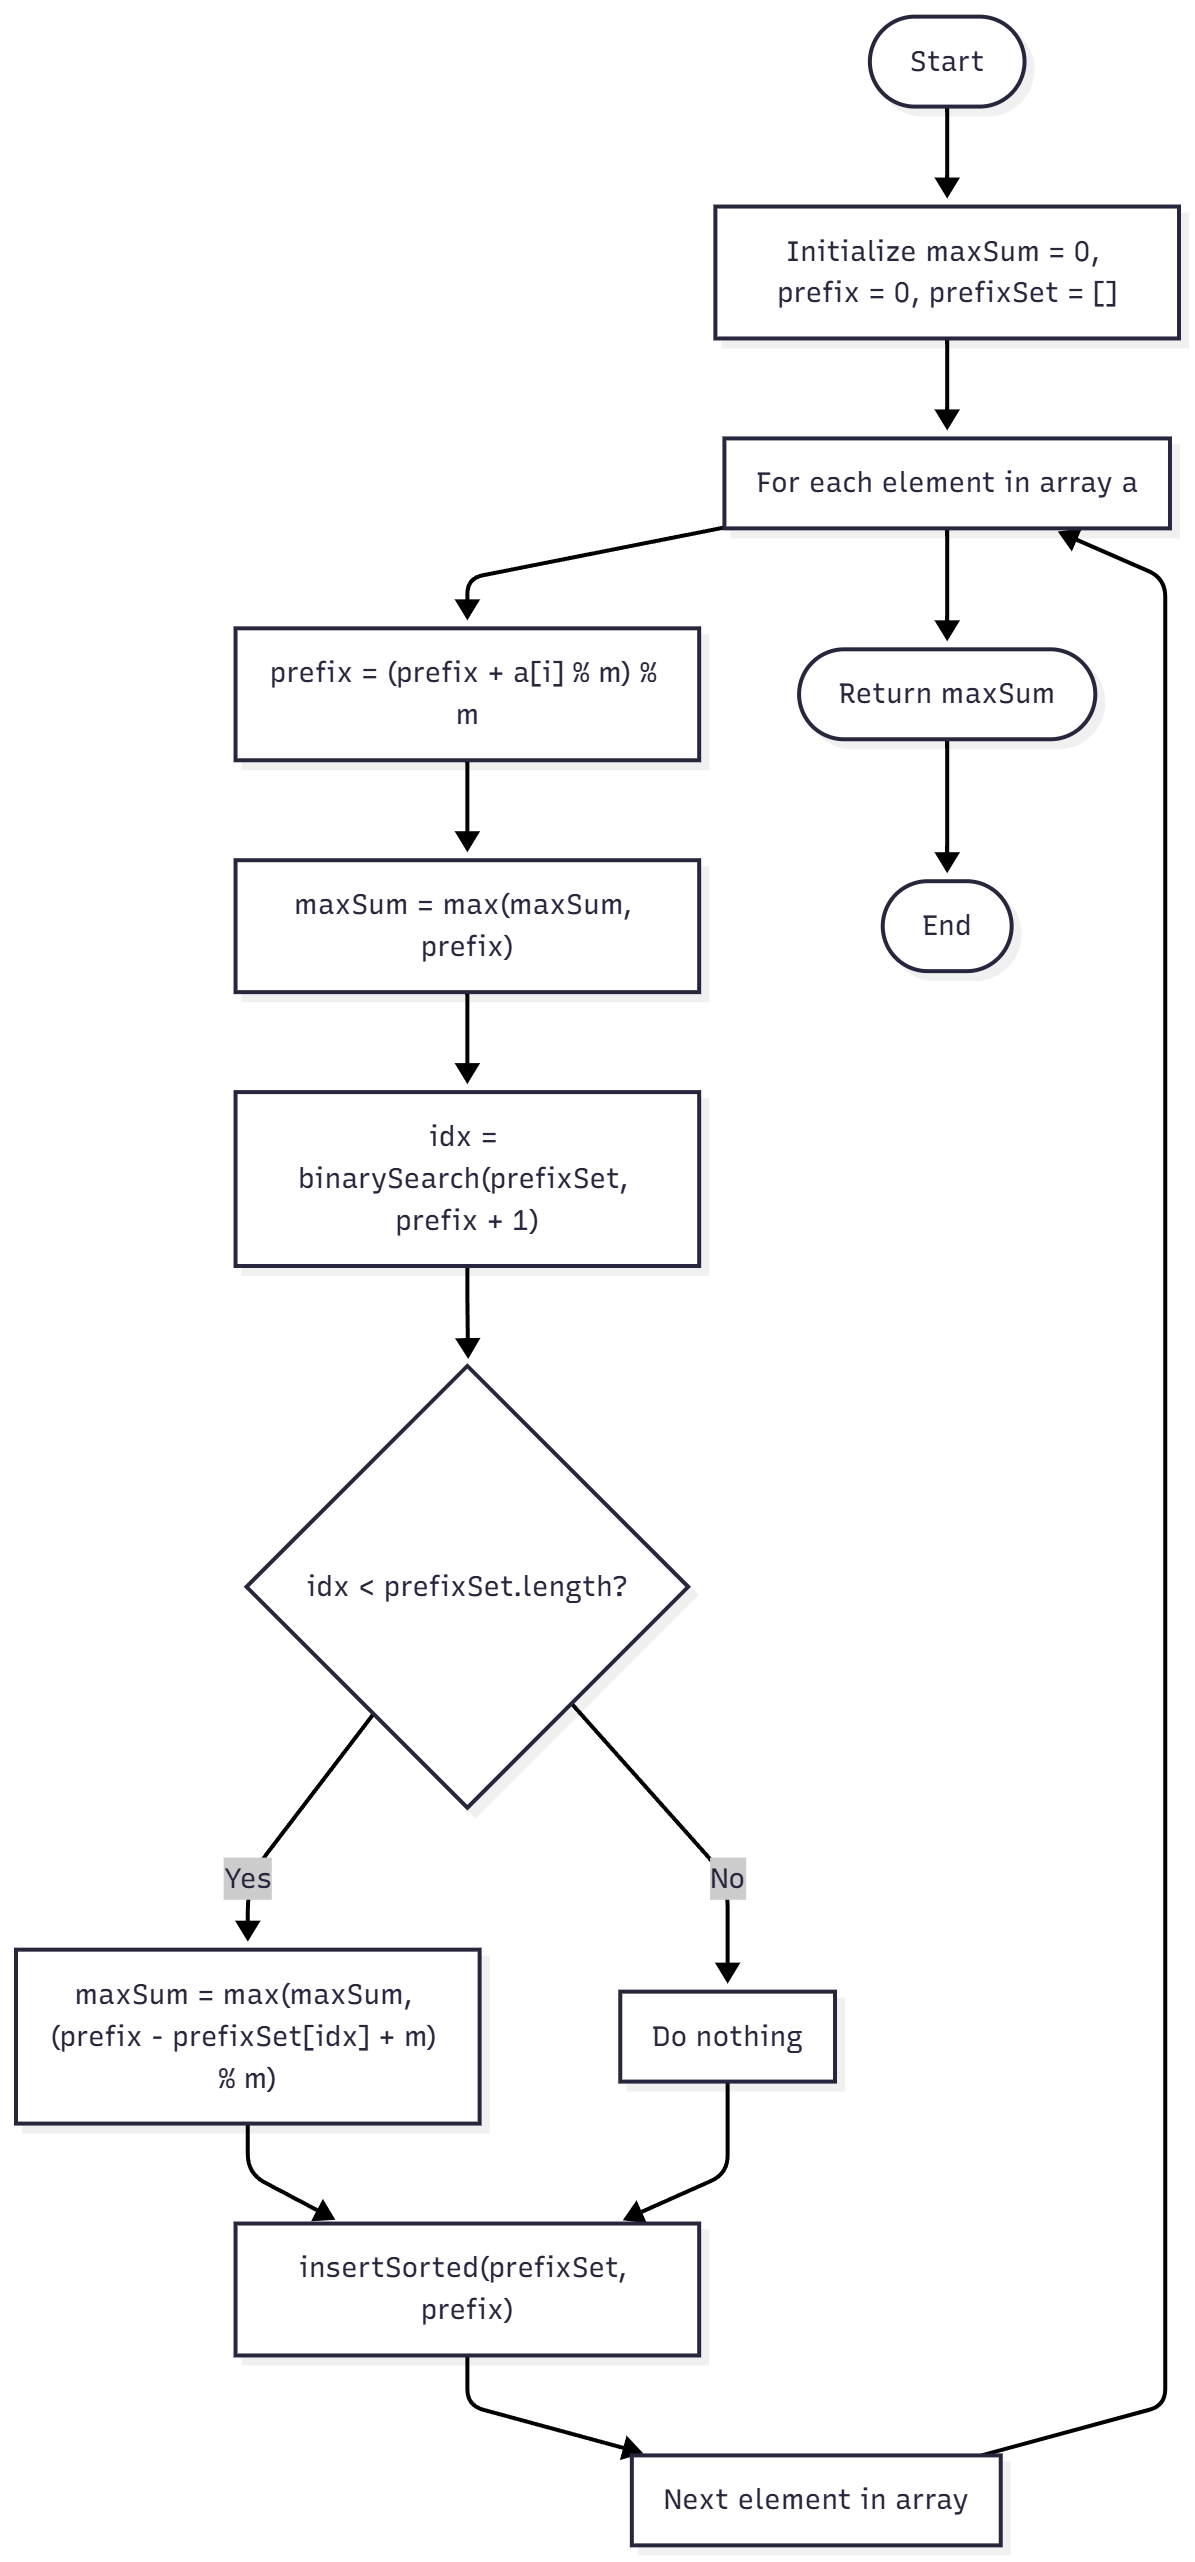 Start
Initialize maxSum = 0,
prefix = 0, prefixSet = []
For each element in array a
prefix = (prefix + a[i] % m) %
m
Return maxSum
maxSum = max(maxSum,
prefix)
End
idx =
binarySearch(prefixSet,
prefix + 1)
idx < prefixSet.length?
Yes
No
maxSum = max(maxSum,
(prefix - prefixSet[idx] + m)
% m)
Do nothing
insertSorted(prefixSet,
prefix)
Next element in array